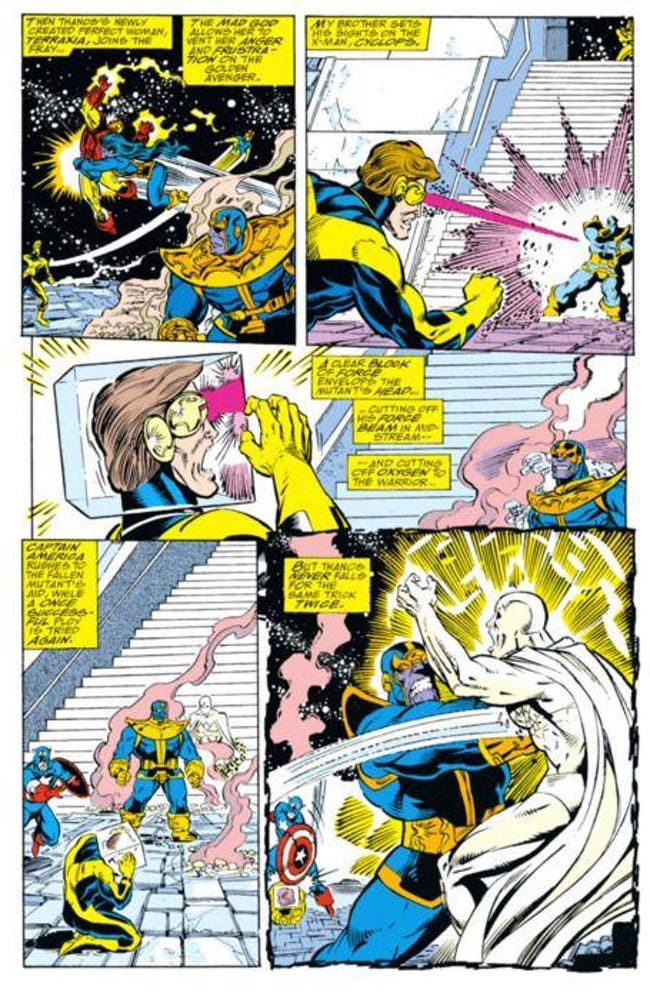 THEN THANOS'S NEWLY
CREATED PERFECT WOMAN,
TERRAXIA, JOINS THE
FRAY...
THE MAD GOD
ALLOWS HER TO
VENT HER ANGER
AND FRUSTRA-
TION ON THE
GOLDEN
AVENGER.
MY BROTHER SETS
HIS SIGHTS ON THE
X-MAN, CYCLOPS.
A CLEAR BLOCK
OF FORCE
ENVELOPS THE
MUTANT'S HEAD...
...CUTTING OFF
HIS FORCE
BEAM IN MID-
STREAM--
--AND CUTTING
OFF OXYGEN TO
THE WARRIOR...
CAPTAIN
AMERICA
RUSHES TO
THE FALLEN
MUTANT'S
AID, WHILE
A ONCE
SUCCESS-
FUL PLOY
IS TRIED
AGAIN.
BUT THANOS
NEVER FALLS
FOR THE
SAME TRICK
TWICE.